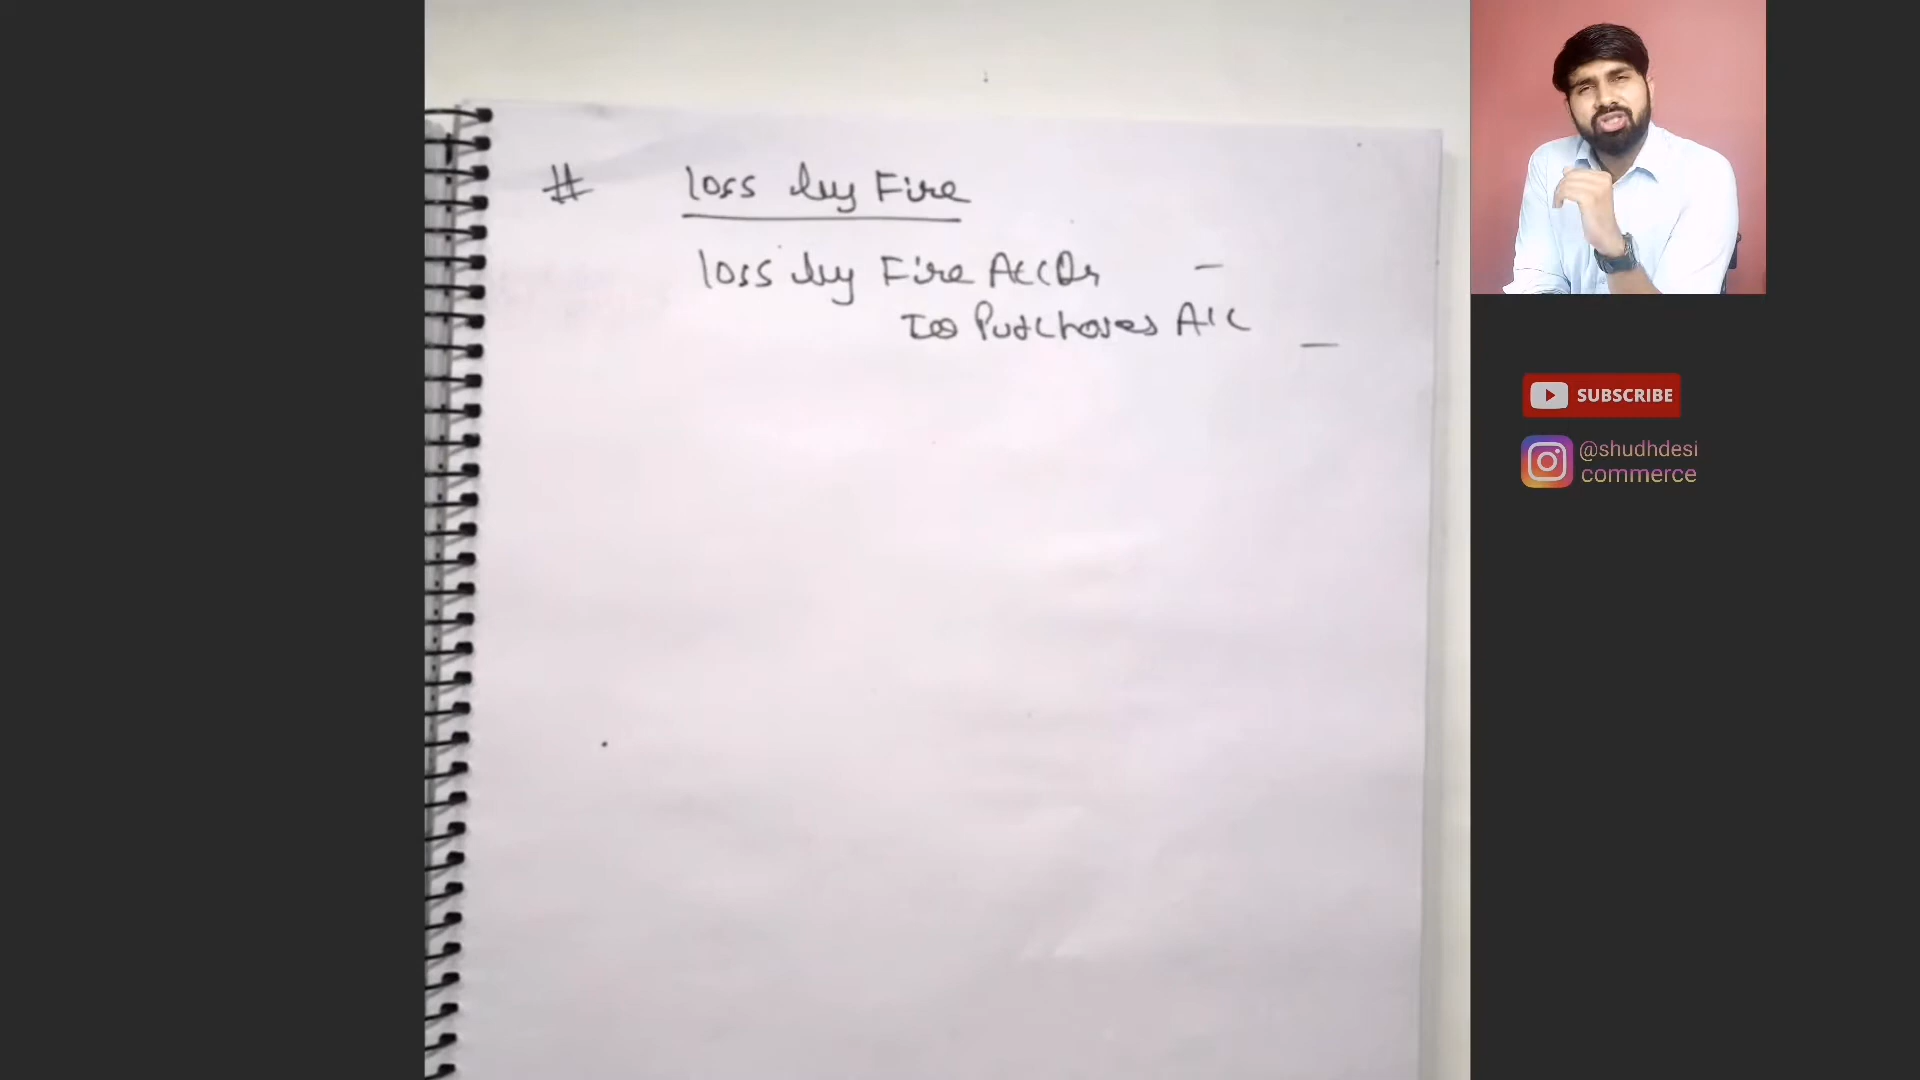 # Loss by Fire
Loss by Fire A/C Dr –
To Purchases A/C –
SUBSCRIBE
@shudhdesi
commerce